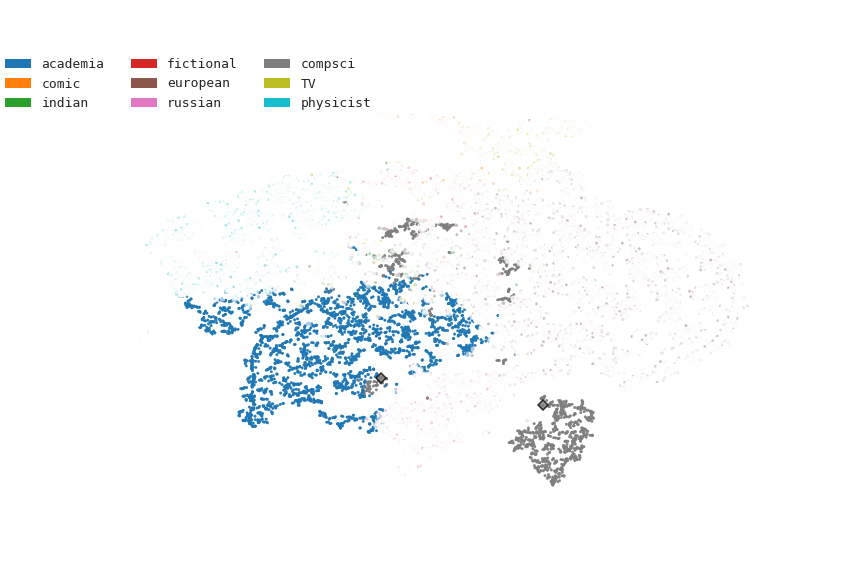 academia fictional compsci
comic european TV
indian russian physicist